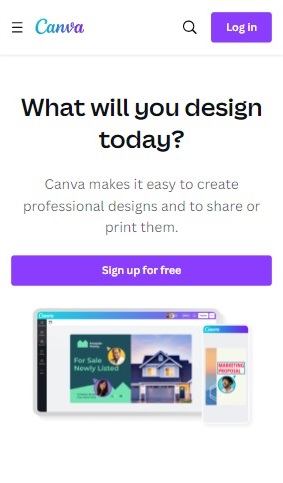 Canva
Log in
What will you design
today?
Canva makes it easy to create
professional designs and to share or
print them.
Sign up for free
Canva
For Sale
Newly Listed
Canva
MARKETING
PROPOSAL